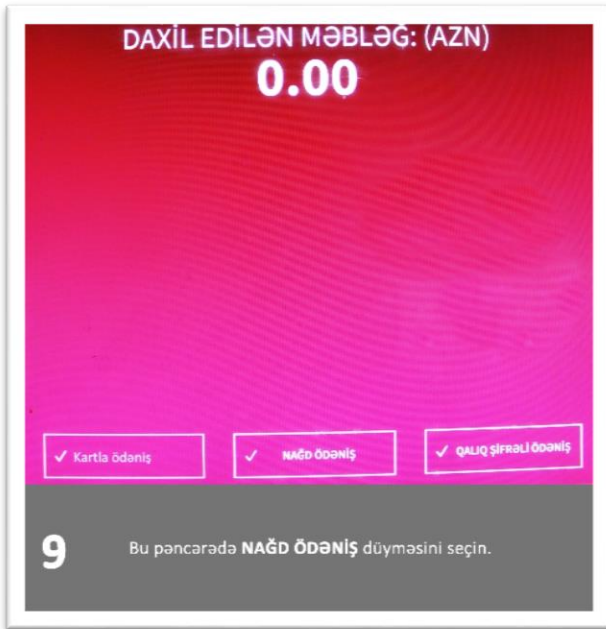 DAXİL EDİLƏN MƏBLƏĞ: (AZN)
0.00
✓ Kartla ödəniş
✓ NAĞD ÖDƏNİŞ
✓ QALIQ ŞİFRƏLİ ÖDƏNİŞ
9
Bu pəncərədə NAĞD ÖDƏNİŞ düyməsini seçin.